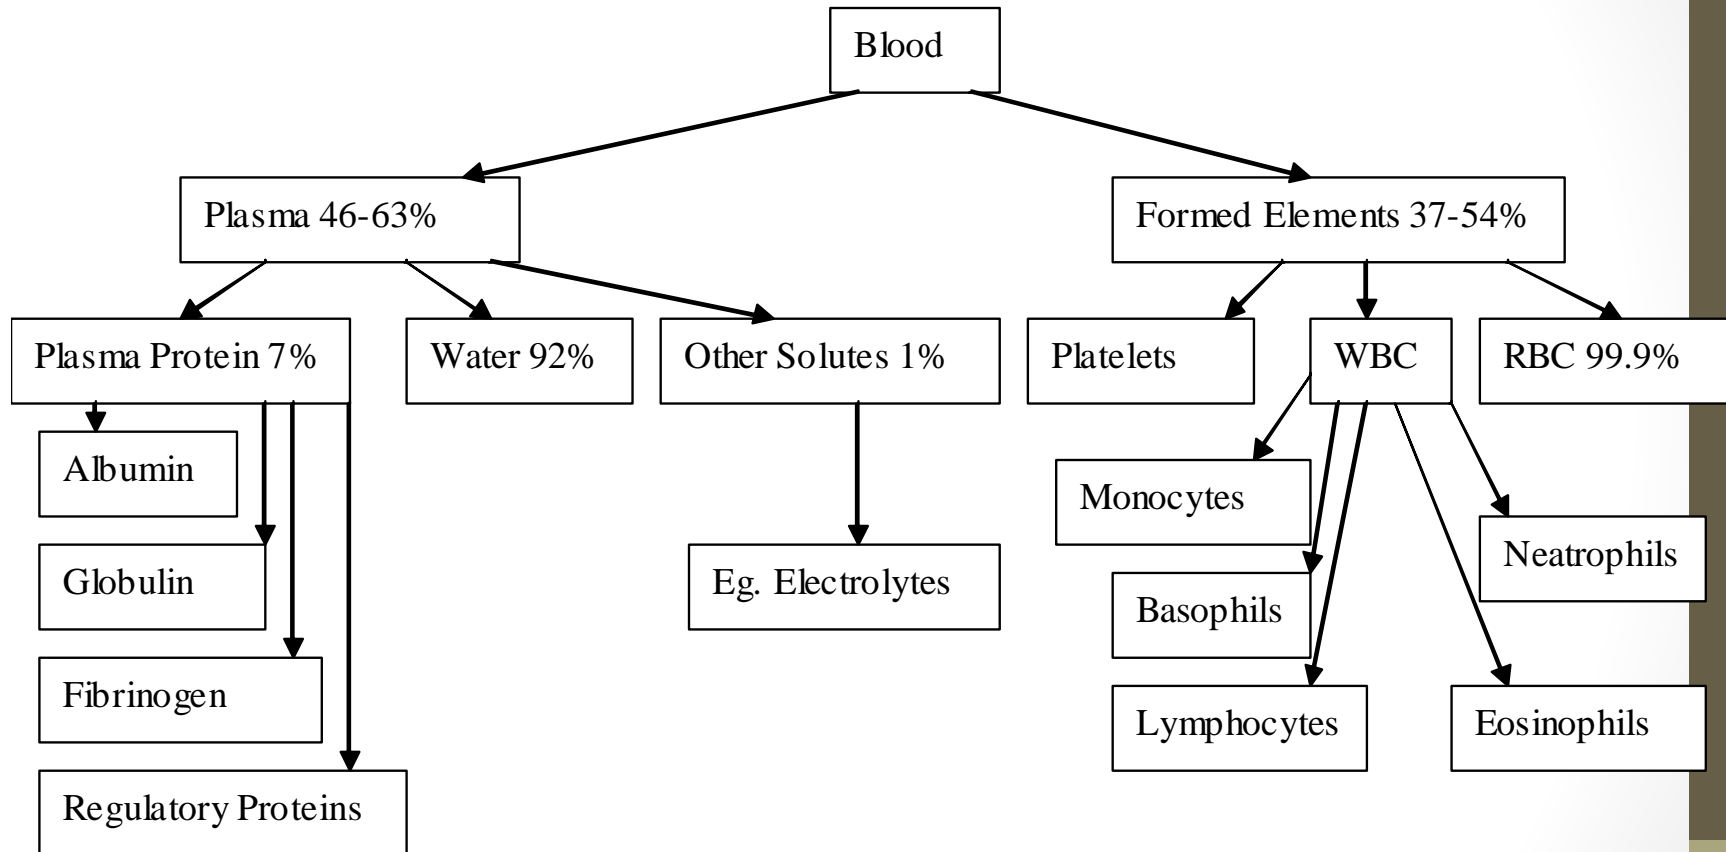 Blood
Plasma 46-63%
Formed Elements 37-54%
Plasma Protein 7%
Water 92%
Other Solutes 1%
Platelets
WBC
RBC 99.9%
Albumin
Globulin
Fibrinogen
Regulatory Proteins
Eg. Electrolytes
Monocytes
Basophils
Lymphocytes
Neatrophils
Eosinophils